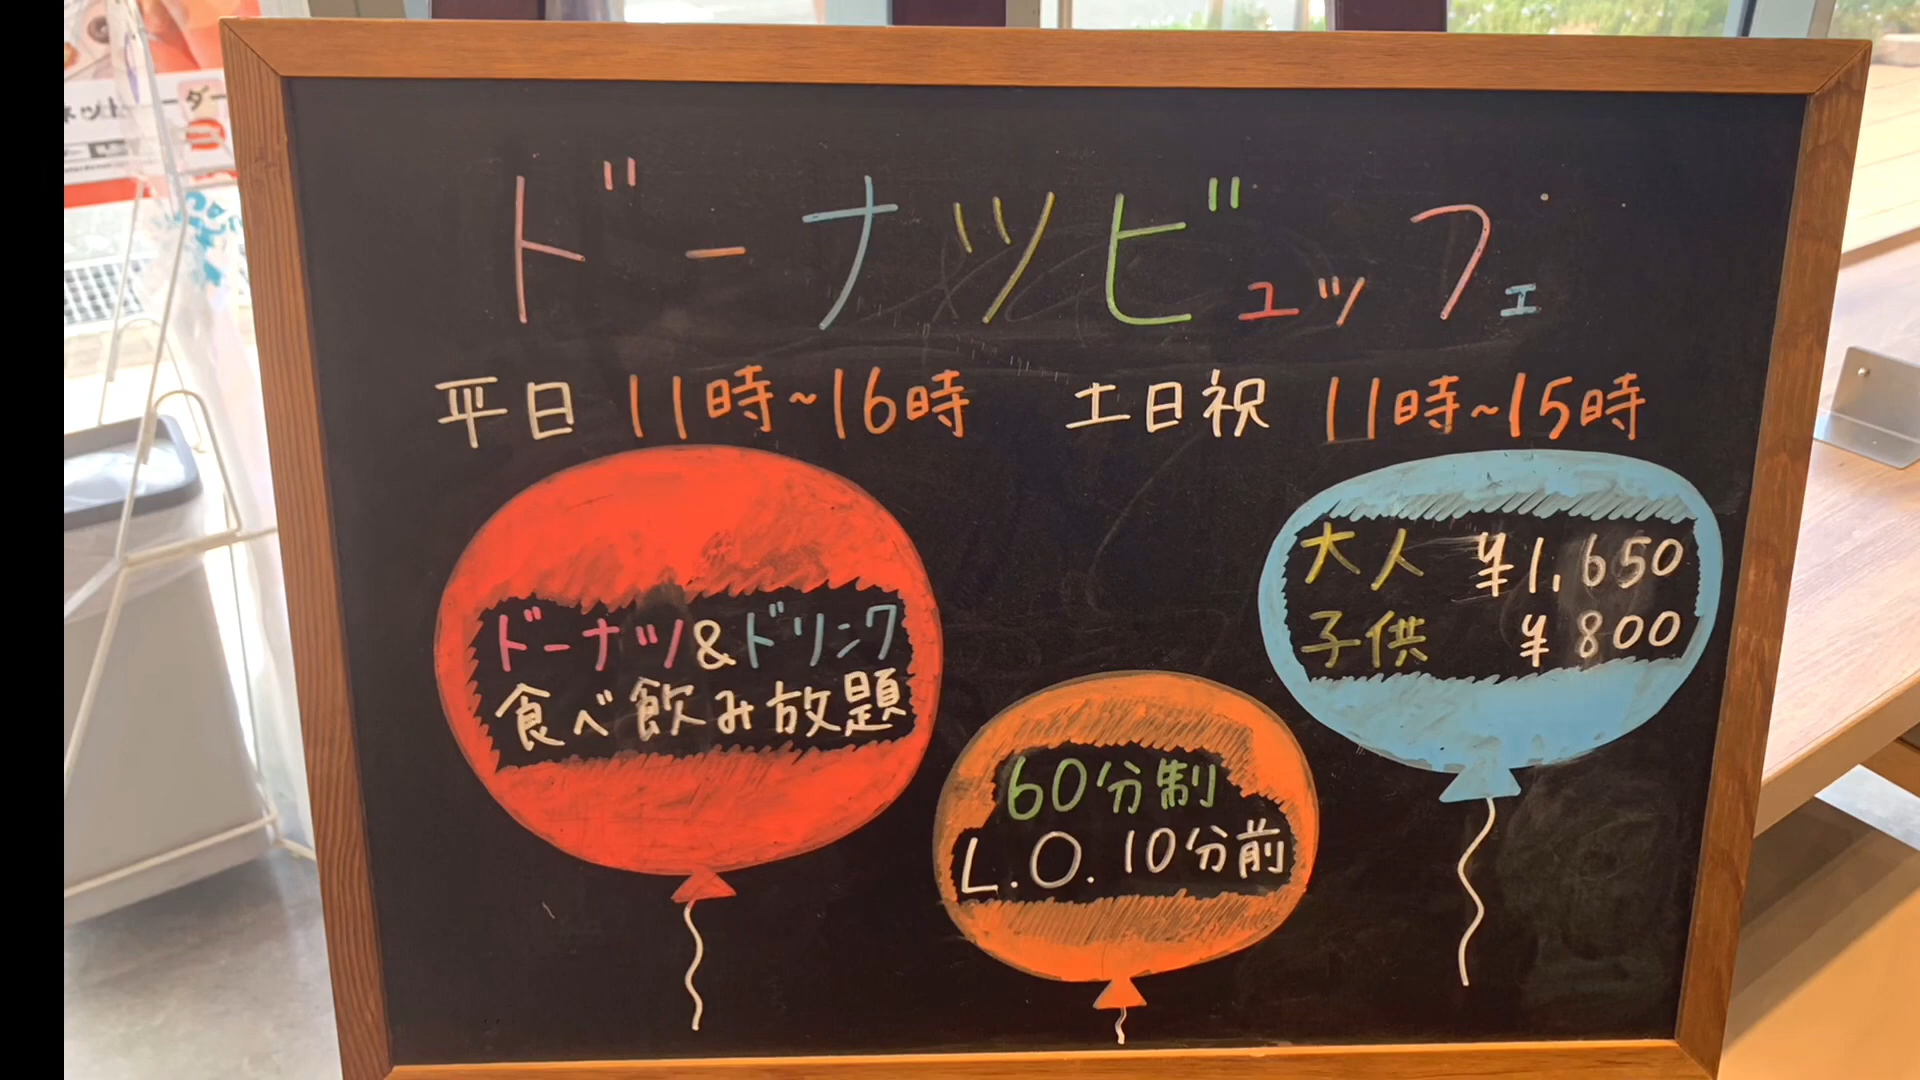 ドーナツビュッフェ
平日 11時~16時 土日祝 11時~15時
ドーナツ&ドリンク
食べ飲み放題
60分制
L.O. 10分前
大人 ¥1,650
子供 ¥800